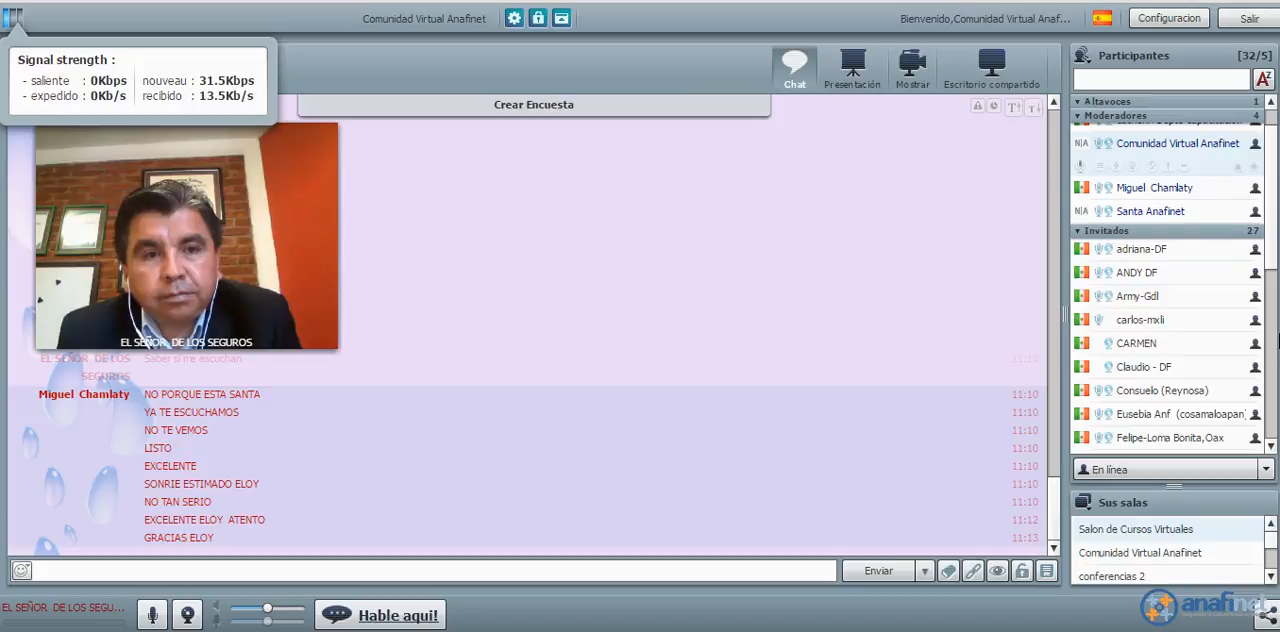 Comunidad Virtual Anafinet
Bienvenido,Comunidad Virtual Anaf...
Configuracion
Salir
Signal strength :
- saliente : 0Kbps nouveau : 31.5Kbps
- expedido : 0Kb/s recibido : 13.5Kb/s
Chat
Presentación
Mostrar
Escritorio compartido
Crear Encuesta
EL SEÑOR DE LOS SEGUROS
EL SEÑOR DE LOS Saber si me escuchan 11:10
SEGUROS
Miguel Chamlaty NO PORQUE ESTA SANTA 11:10
YA TE ESCUCHAMOS 11:10
NO TE VEMOS 11:10
LISTO 11:10
EXCELENTE 11:10
SONRIE ESTIMADO ELOY 11:10
NO TAN SERIO 11:10
EXCELENTE ELOY ATENTO 11:12
GRACIAS ELOY 11:13
Enviar
EL SEÑOR DE LOS SEGU...
Hable aqui!
Participantes [32/5]
Altavoces 1
Moderadores 4
N|A Comunidad Virtual Anafinet
Miguel Chamlaty
N|A Santa Anafinet
Invitados 27
adriana-DF
ANDY DF
Army-Gdl
carlos-mxli
CARMEN
Claudio - DF
Consuelo (Reynosa)
Eusebia Anf (cosamaloapan)
Felipe-Loma Bonita,Oax
En línea
Sus salas
Salon de Cursos Virtuales
Comunidad Virtual Anafinet
conferencias 2
anafinet